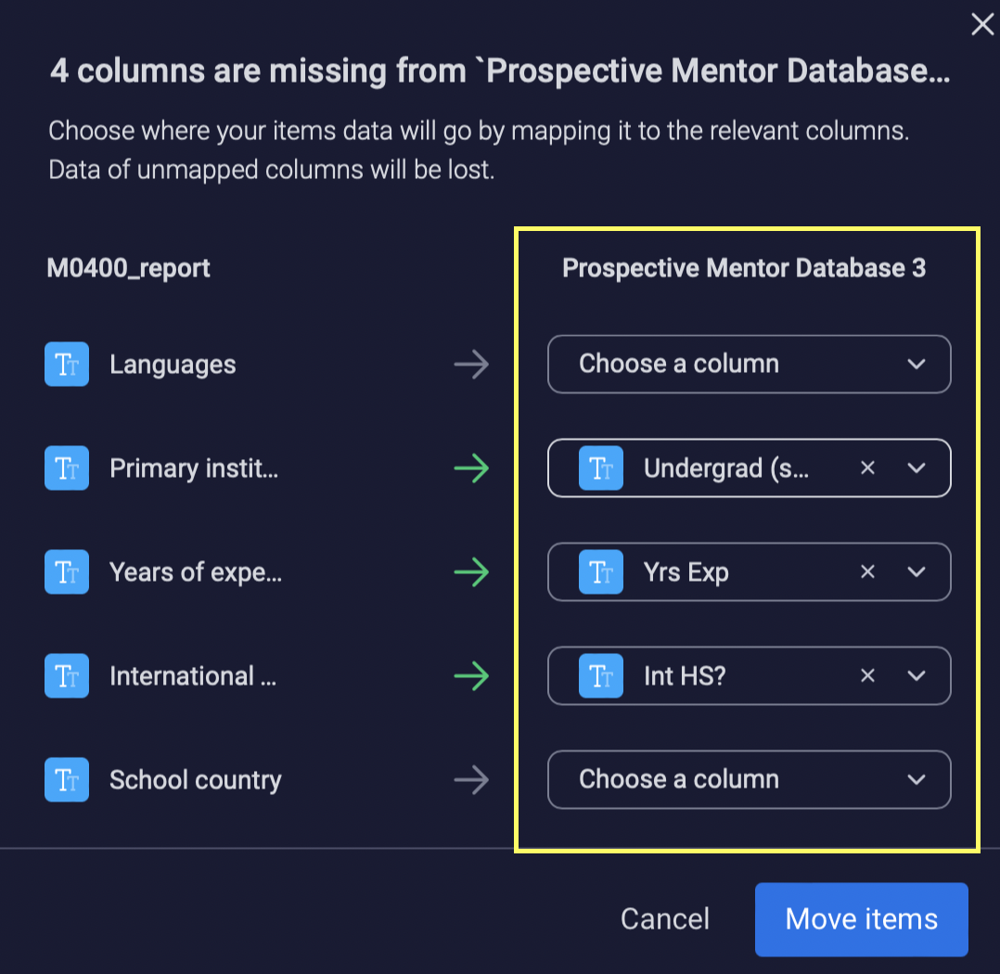 4 columns are missing from `Prospective Mentor Database...
Choose where your items data will go by mapping it to the relevant columns.
Data of unmapped columns will be lost.
M0400_report
Prospective Mentor Database 3
Languages
Choose a column
Primary instit...
Undergrad (s...
Years of expe...
Yrs Exp
International ...
Int HS?
School country
Choose a column
Cancel
Move items